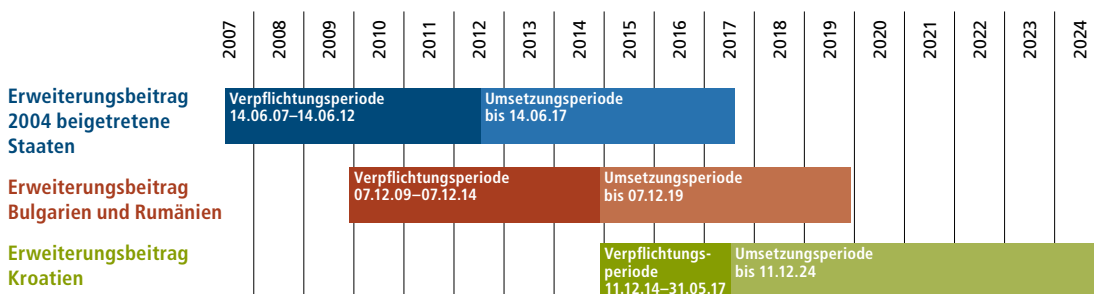 2007 2008 2009 2010 2011 2012 2013 2014 2015 2016 2017 2018 2019 2020 2021 2022 2023 2024
Erweiterungsbeitrag
2004 beigetretene
Staaten
Verpflichtungsperiode
14.06.07–14.06.12
Umsetzungsperiode
bis 14.06.17
Erweiterungsbeitrag
Bulgarien und Rumänien
Verpflichtungsperiode
07.12.09–07.12.14
Umsetzungsperiode
bis 07.12.19
Erweiterungsbeitrag
Kroatien
Verpflichtungs-
periode
11.12.14–31.05.17
Umsetzungsperiode
bis 11.12.24